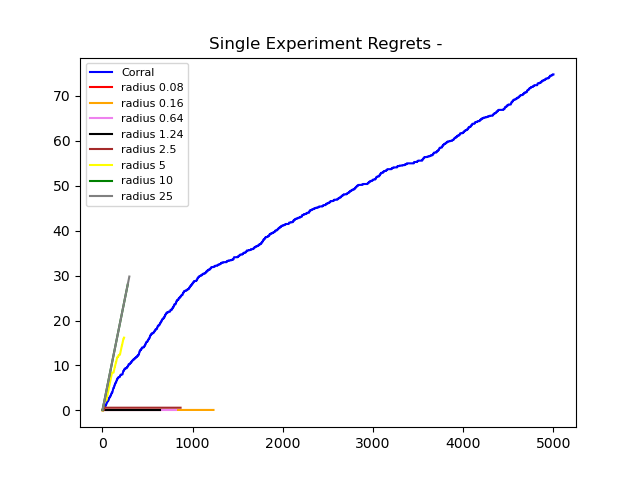 Single Experiment Regrets -
Corral
radius 0.08
radius 0.16
radius 0.64
radius 1.24
radius 2.5
radius 5
radius 10
radius 25
70
60
50
40
30
20
10
0
0 1000 2000 3000 4000 5000